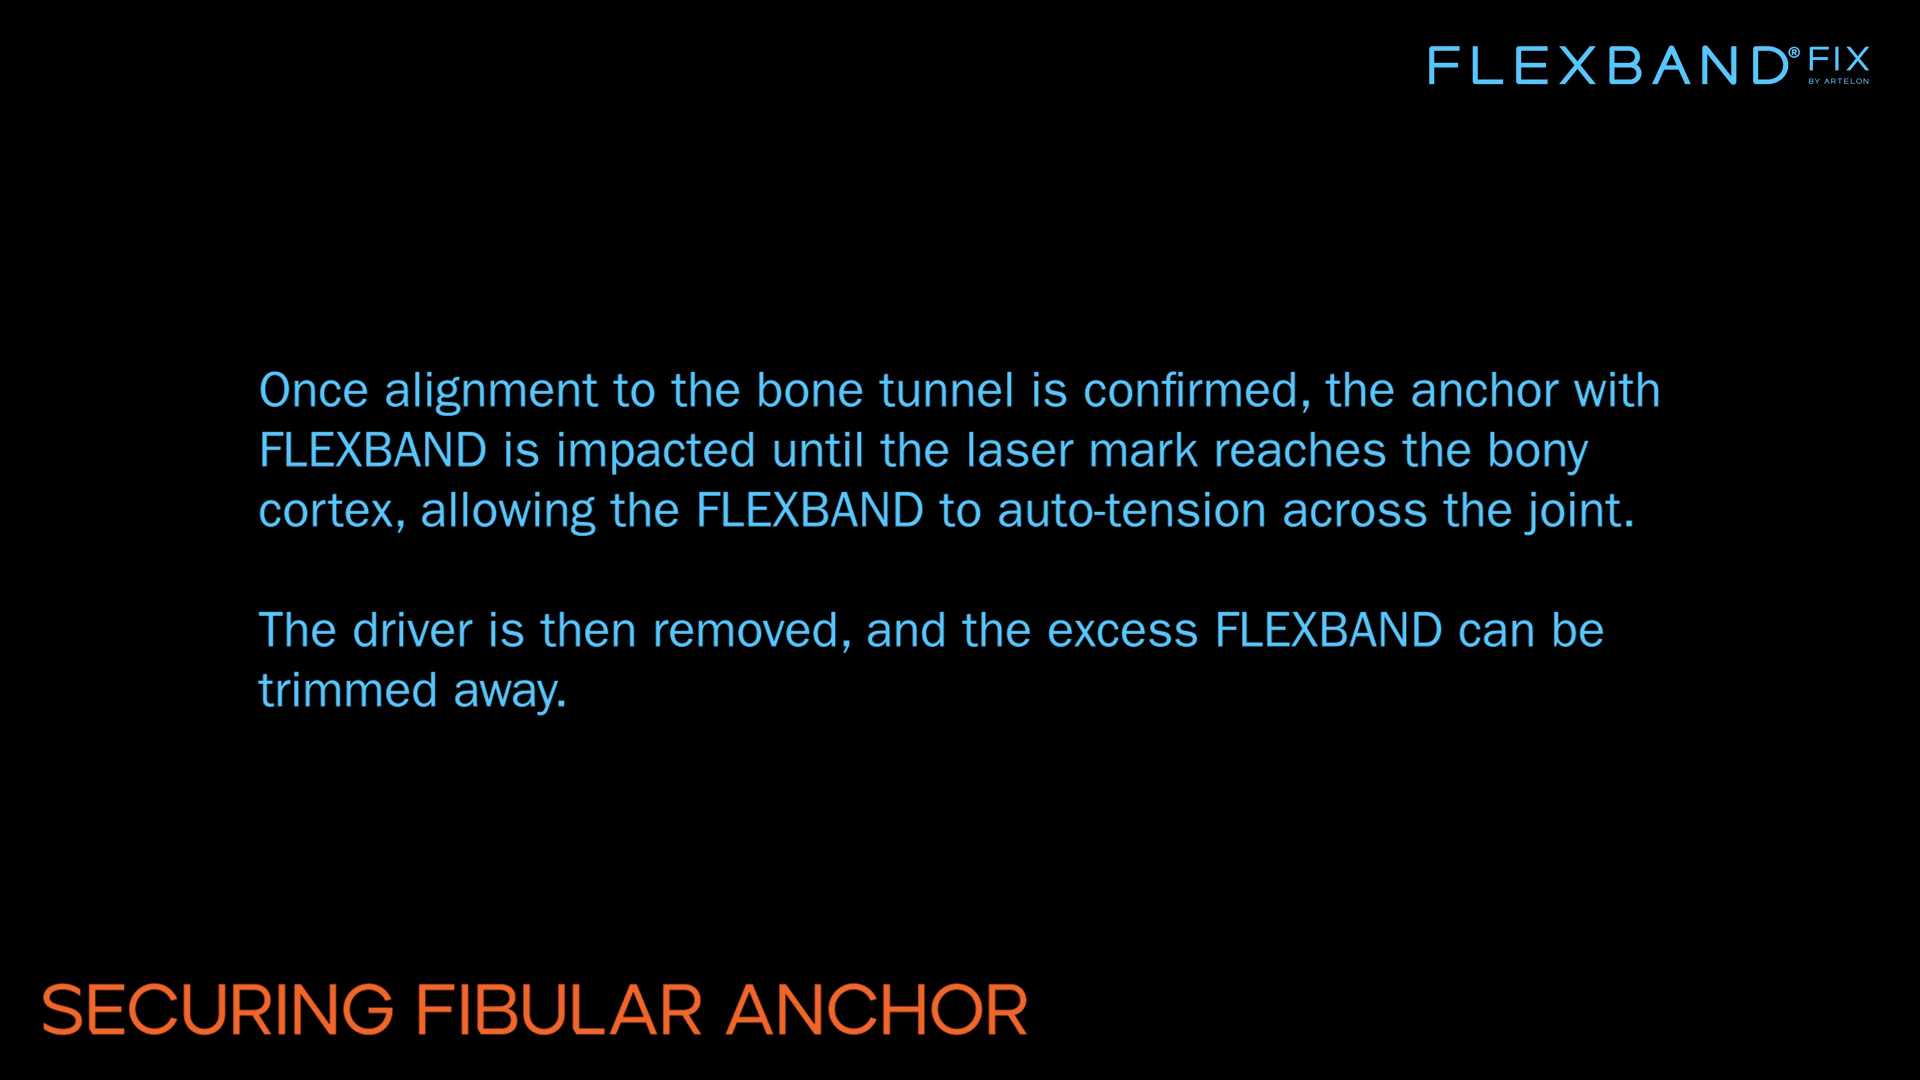 FLEXBAND® FIX
BY ARTELON
Once alignment to the bone tunnel is confirmed, the anchor with
FLEXBAND is impacted until the laser mark reaches the bony
cortex, allowing the FLEXBAND to auto-tension across the joint.
The driver is then removed, and the excess FLEXBAND can be
trimmed away.
SECURING FIBULAR ANCHOR